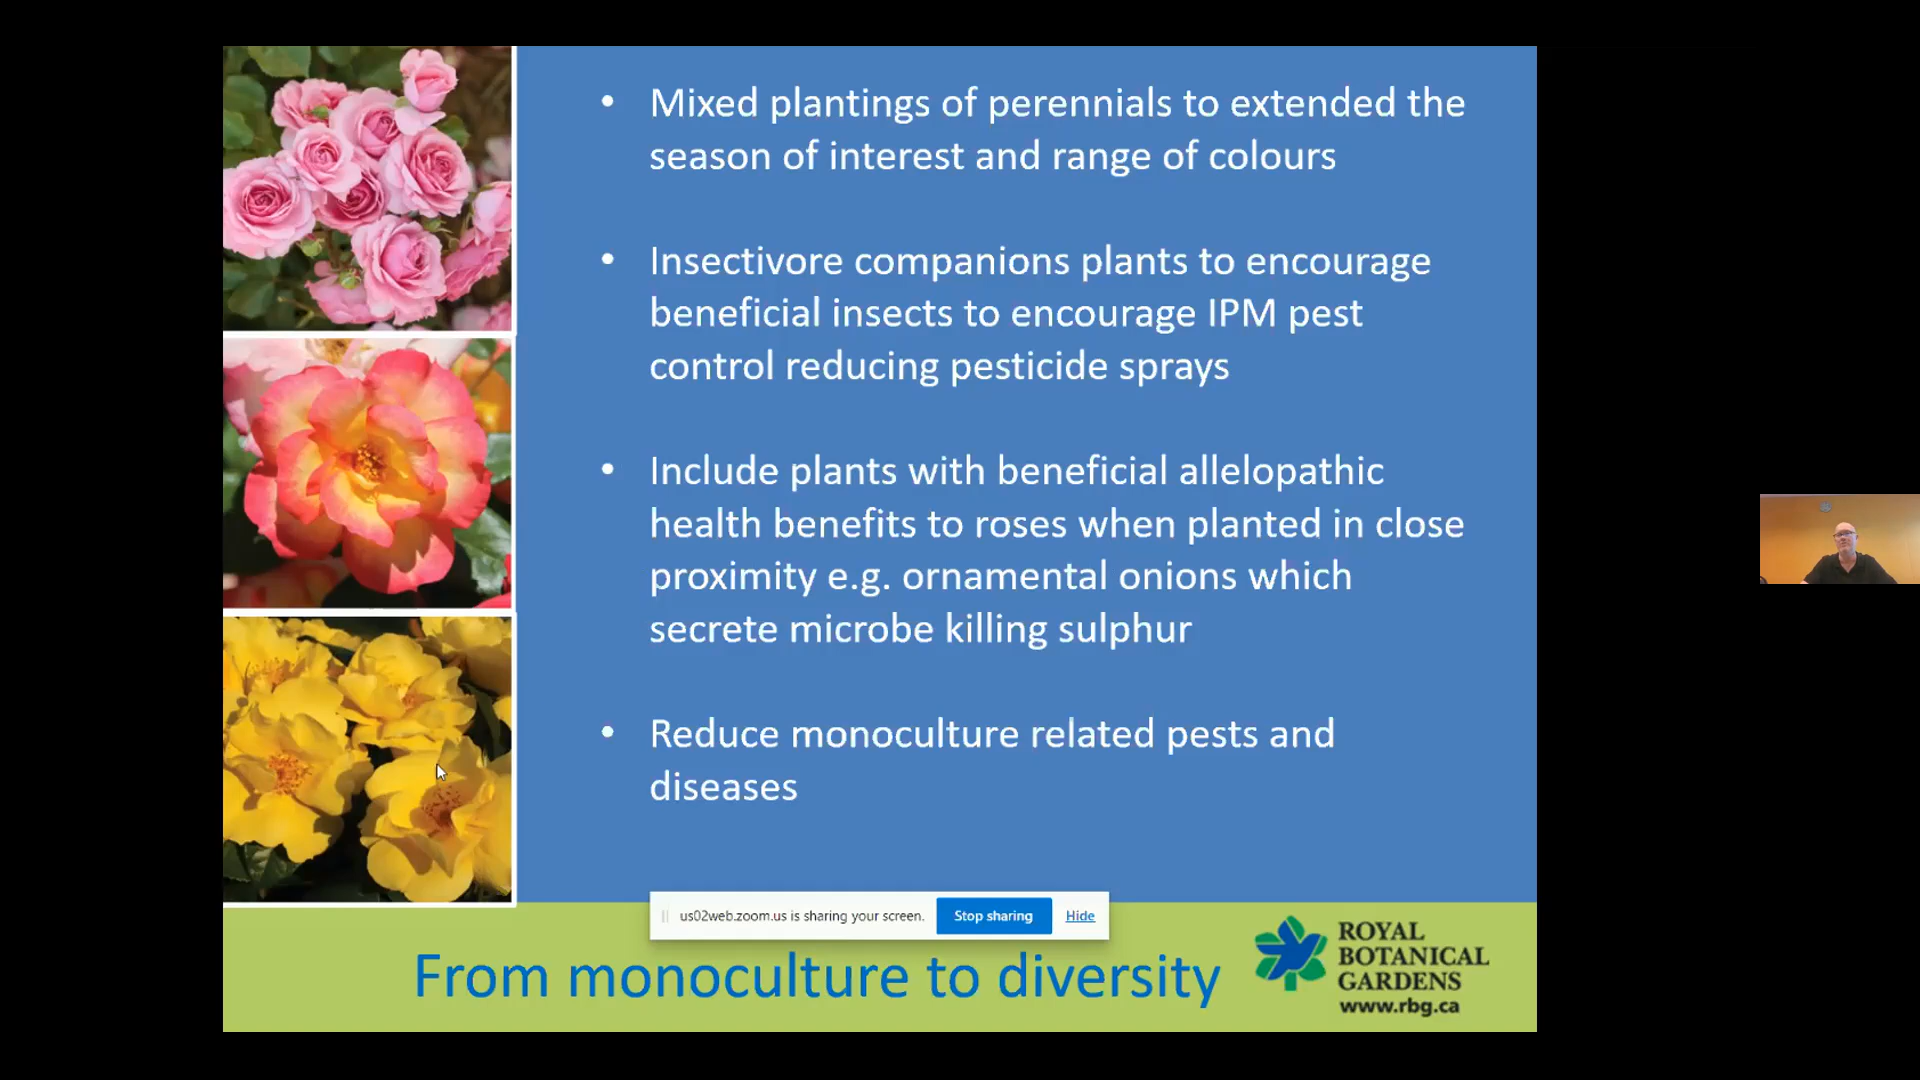 • Mixed plantings of perennials to extended the
season of interest and range of colours
• Insectivore companions plants to encourage
beneficial insects to encourage IPM pest
control reducing pesticide sprays
• Include plants with beneficial allelopathic
health benefits to roses when planted in close
proximity e.g. ornamental onions which
secrete microbe killing sulphur
• Reduce monoculture related pests and
diseases
us02web.zoom.us is sharing your screen. Stop sharing Hide
From monoculture to diversity
ROYAL
BOTANICAL
GARDENS
www.rbg.ca